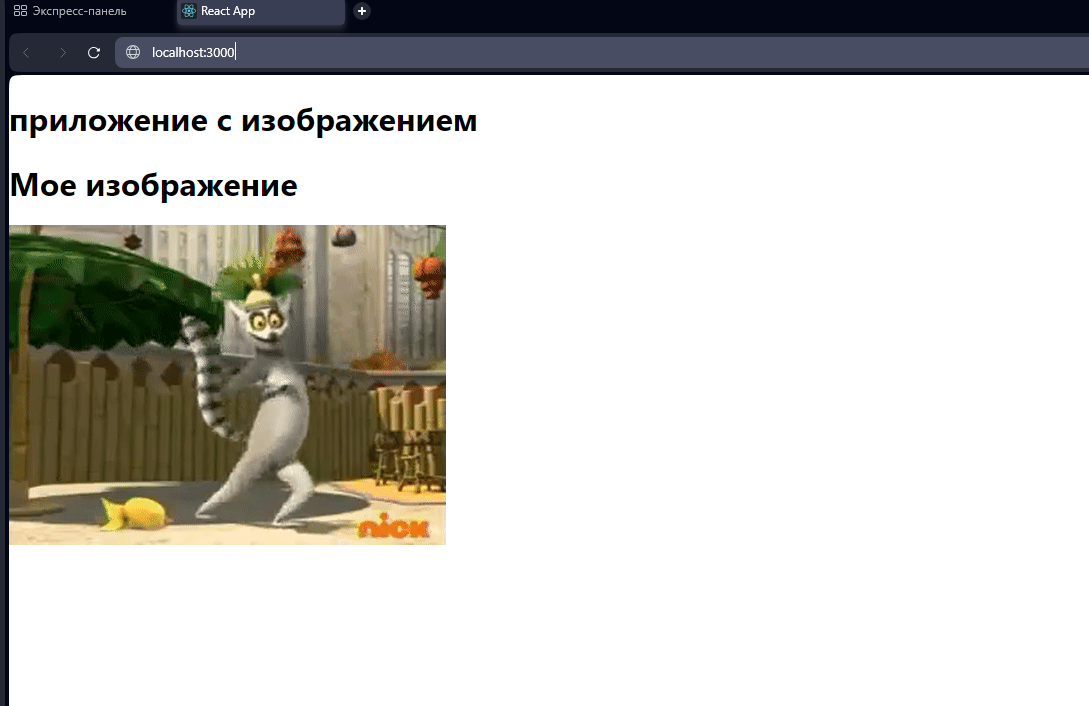 Экспресс-панель
React App
localhost:3000
приложение с изображением
Мое изображение
nick